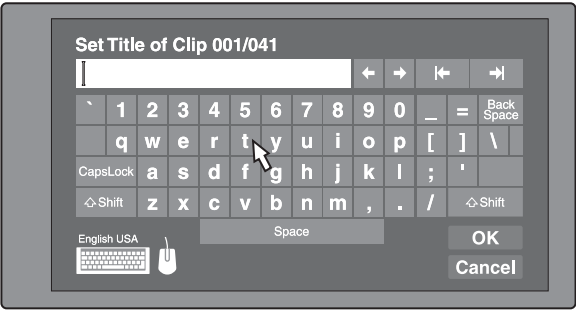 Set Title of Clip 001/041
← → |← →|
` 1 2 3 4 5 6 7 8 9 0 _ = Back Space
q w e r t y u i o p [ ] \
CapsLock a s d f g h j k l ; '
⇧ Shift z x c v b n m , . / ⇧ Shift
Space
English USA
OK
Cancel